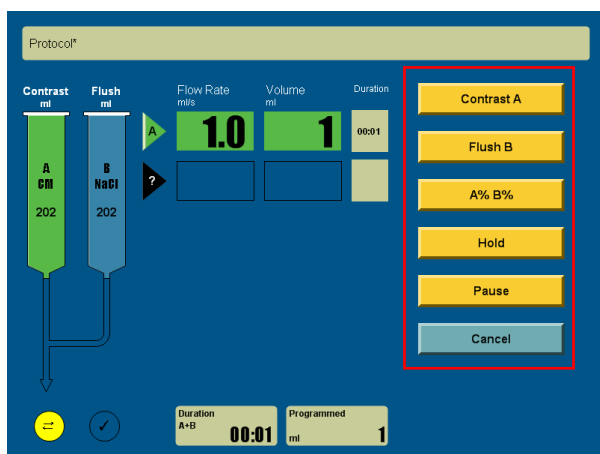 Protocol*
Contrast
ml
Flush
ml
Flow Rate
ml/s
Volume
ml
Duration
A
1.0
1
00:01
?
A
CM
202
B
NaCl
202
Contrast A
Flush B
A% B%
Hold
Pause
Cancel
Duration
A+B
00:01
Programmed
ml
1